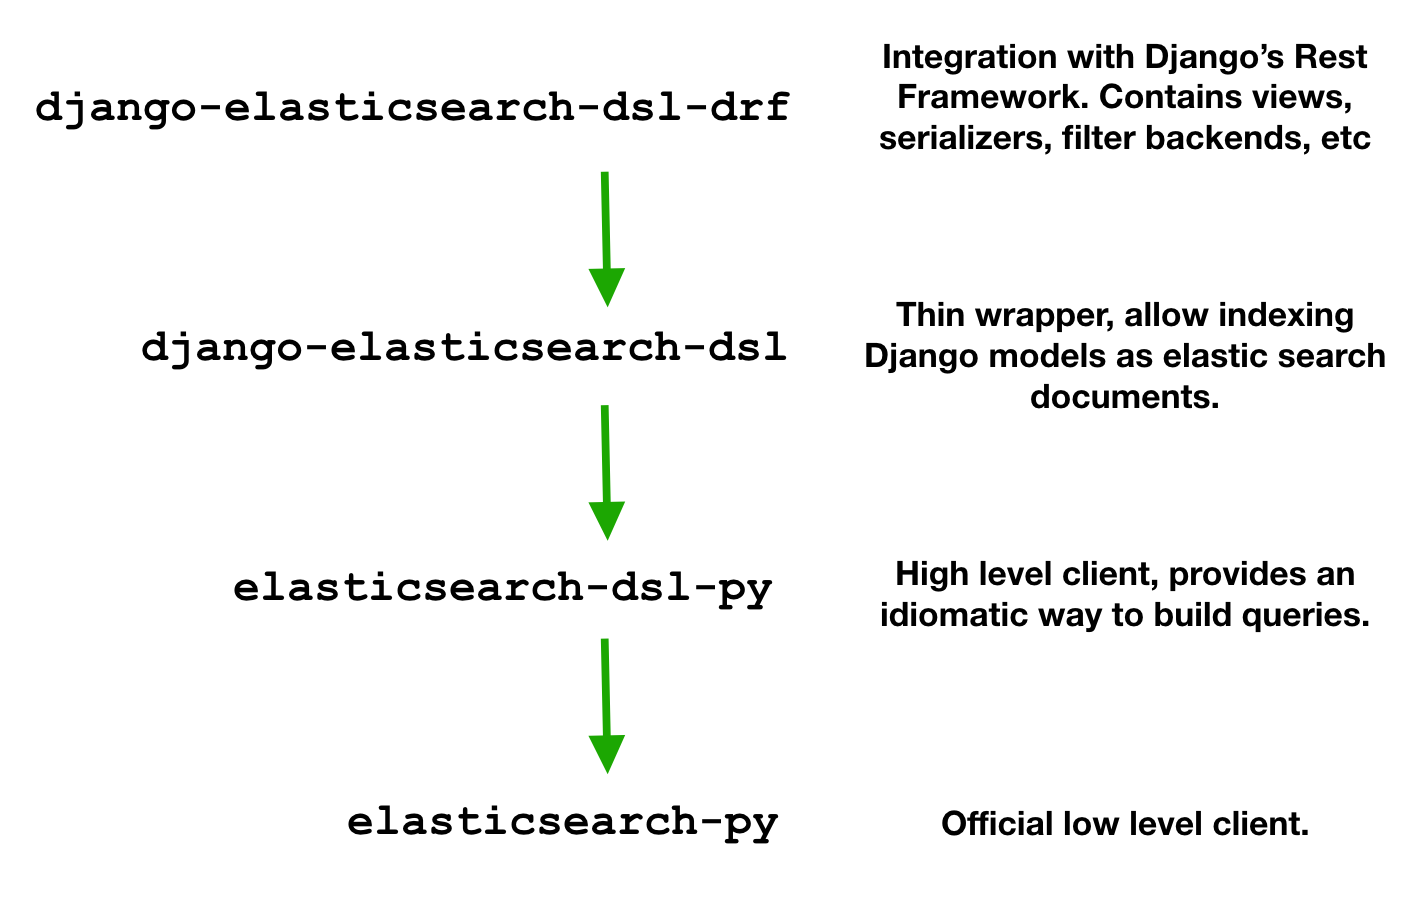 django-elasticsearch-dsl-drf
Integration with Django’s Rest
Framework. Contains views,
serializers, filter backends, etc
django-elasticsearch-dsl
Thin wrapper, allow indexing
Django models as elastic search
documents.
elasticsearch-dsl-py
High level client, provides an
idiomatic way to build queries.
elasticsearch-py
Official low level client.